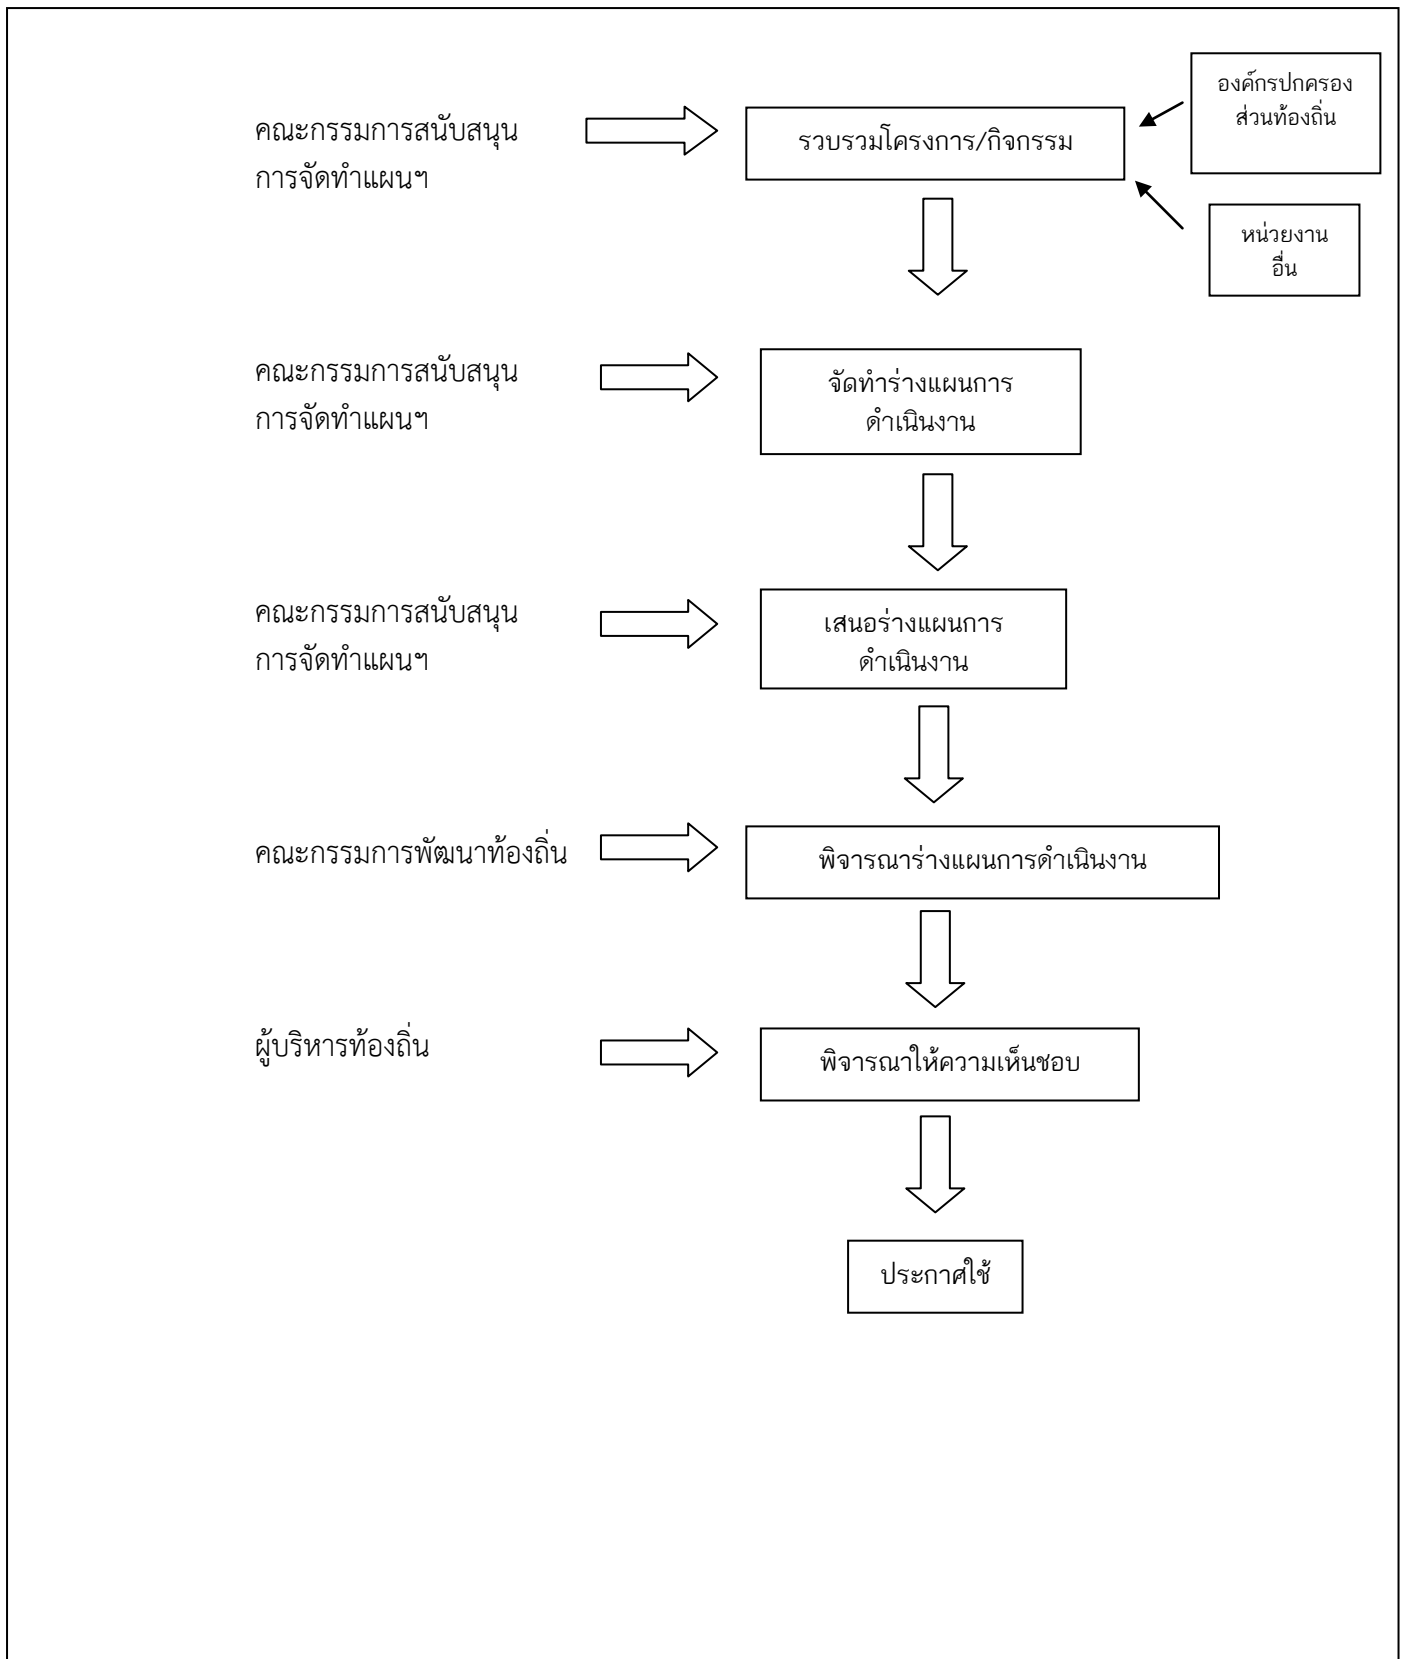 องค์กรปกครอง
ส่วนท้องถิ่น
คณะกรรมการสนับสนุน
การจัดทำแผนฯ
รวบรวมโครงการ/กิจกรรม
หน่วยงาน
อื่น
คณะกรรมการสนับสนุน
การจัดทำแผนฯ
จัดทำร่างแผนการ
ดำเนินงาน
คณะกรรมการสนับสนุน
การจัดทำแผนฯ
เสนอร่างแผนการ
ดำเนินงาน
คณะกรรมการพัฒนาท้องถิ่น
พิจารณาร่างแผนการดำเนินงาน
ผู้บริหารท้องถิ่น
พิจารณาให้ความเห็นชอบ
ประกาศใช้